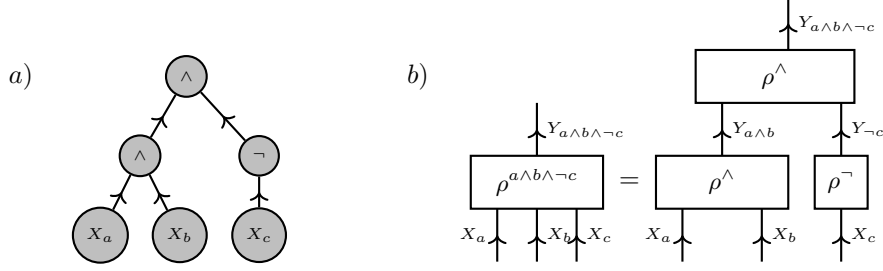 a)
∧
∧
¬
X_a
X_b
X_c
b)
Y_{a∧b∧¬c}
ρ^{a∧b∧¬c}
X_a
X_b
X_c
=
Y_{a∧b∧¬c}
ρ^∧
Y_{a∧b}
Y_{¬c}
ρ^∧
ρ^¬
X_a
X_b
X_c